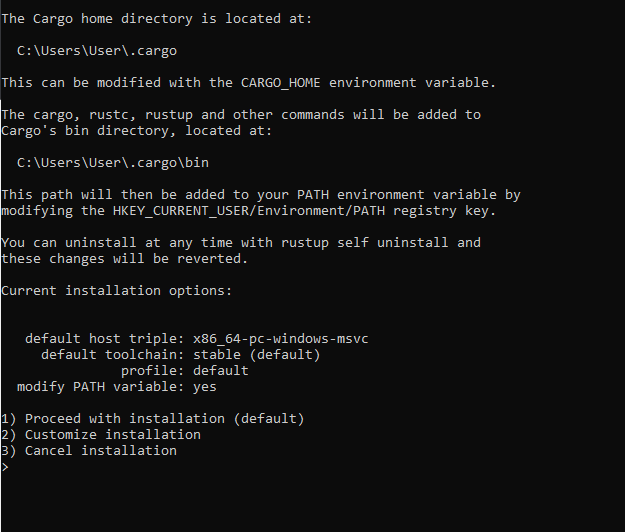 The Cargo home directory is located at:
C:\Users\User\.cargo
This can be modified with the CARGO_HOME environment variable.
The cargo, rustc, rustup and other commands will be added to
Cargo's bin directory, located at:
C:\Users\User\.cargo\bin
This path will then be added to your PATH environment variable by
modifying the HKEY_CURRENT_USER/Environment/PATH registry key.
You can uninstall at any time with rustup self uninstall and
these changes will be reverted.
Current installation options:
default host triple: x86_64-pc-windows-msvc
default toolchain: stable (default)
profile: default
modify PATH variable: yes
1) Proceed with installation (default)
2) Customize installation
3) Cancel installation
>